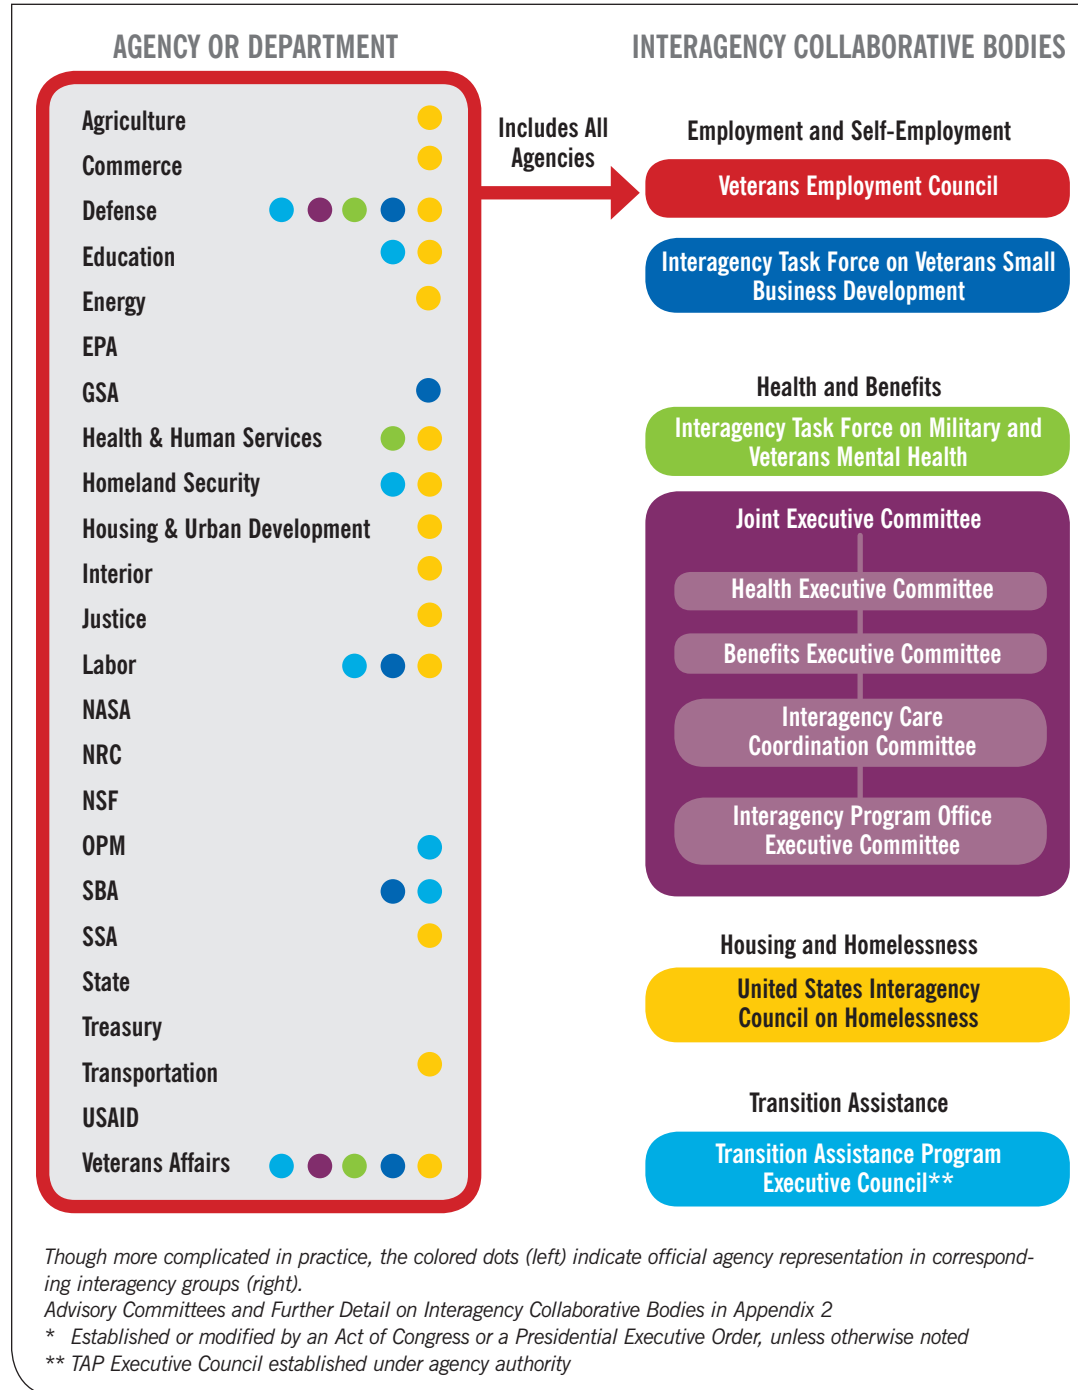 AGENCY OR DEPARTMENT
Agriculture
Commerce
Defense
Education
Energy
EPA
GSA
Health & Human Services
Homeland Security
Housing & Urban Development
Interior
Justice
Labor
NASA
NRC
NSF
OPM
SBA
SSA
State
Treasury
Transportation
USAID
Veterans Affairs
Includes All
Agencies
INTERAGENCY COLLABORATIVE BODIES
Employment and Self-Employment
Veterans Employment Council
Interagency Task Force on Veterans Small
Business Development
Health and Benefits
Interagency Task Force on Military and
Veterans Mental Health
Joint Executive Committee
Health Executive Committee
Benefits Executive Committee
Interagency Care
Coordination Committee
Interagency Program Office
Executive Committee
Housing and Homelessness
United States Interagency
Council on Homelessness
Transition Assistance
Transition Assistance Program
Executive Council**
Though more complicated in practice, the colored dots (left) indicate official agency representation in correspond-
ing interagency groups (right).
Advisory Committees and Further Detail on Interagency Collaborative Bodies in Appendix 2
* Established or modified by an Act of Congress or a Presidential Executive Order, unless otherwise noted
** TAP Executive Council established under agency authority